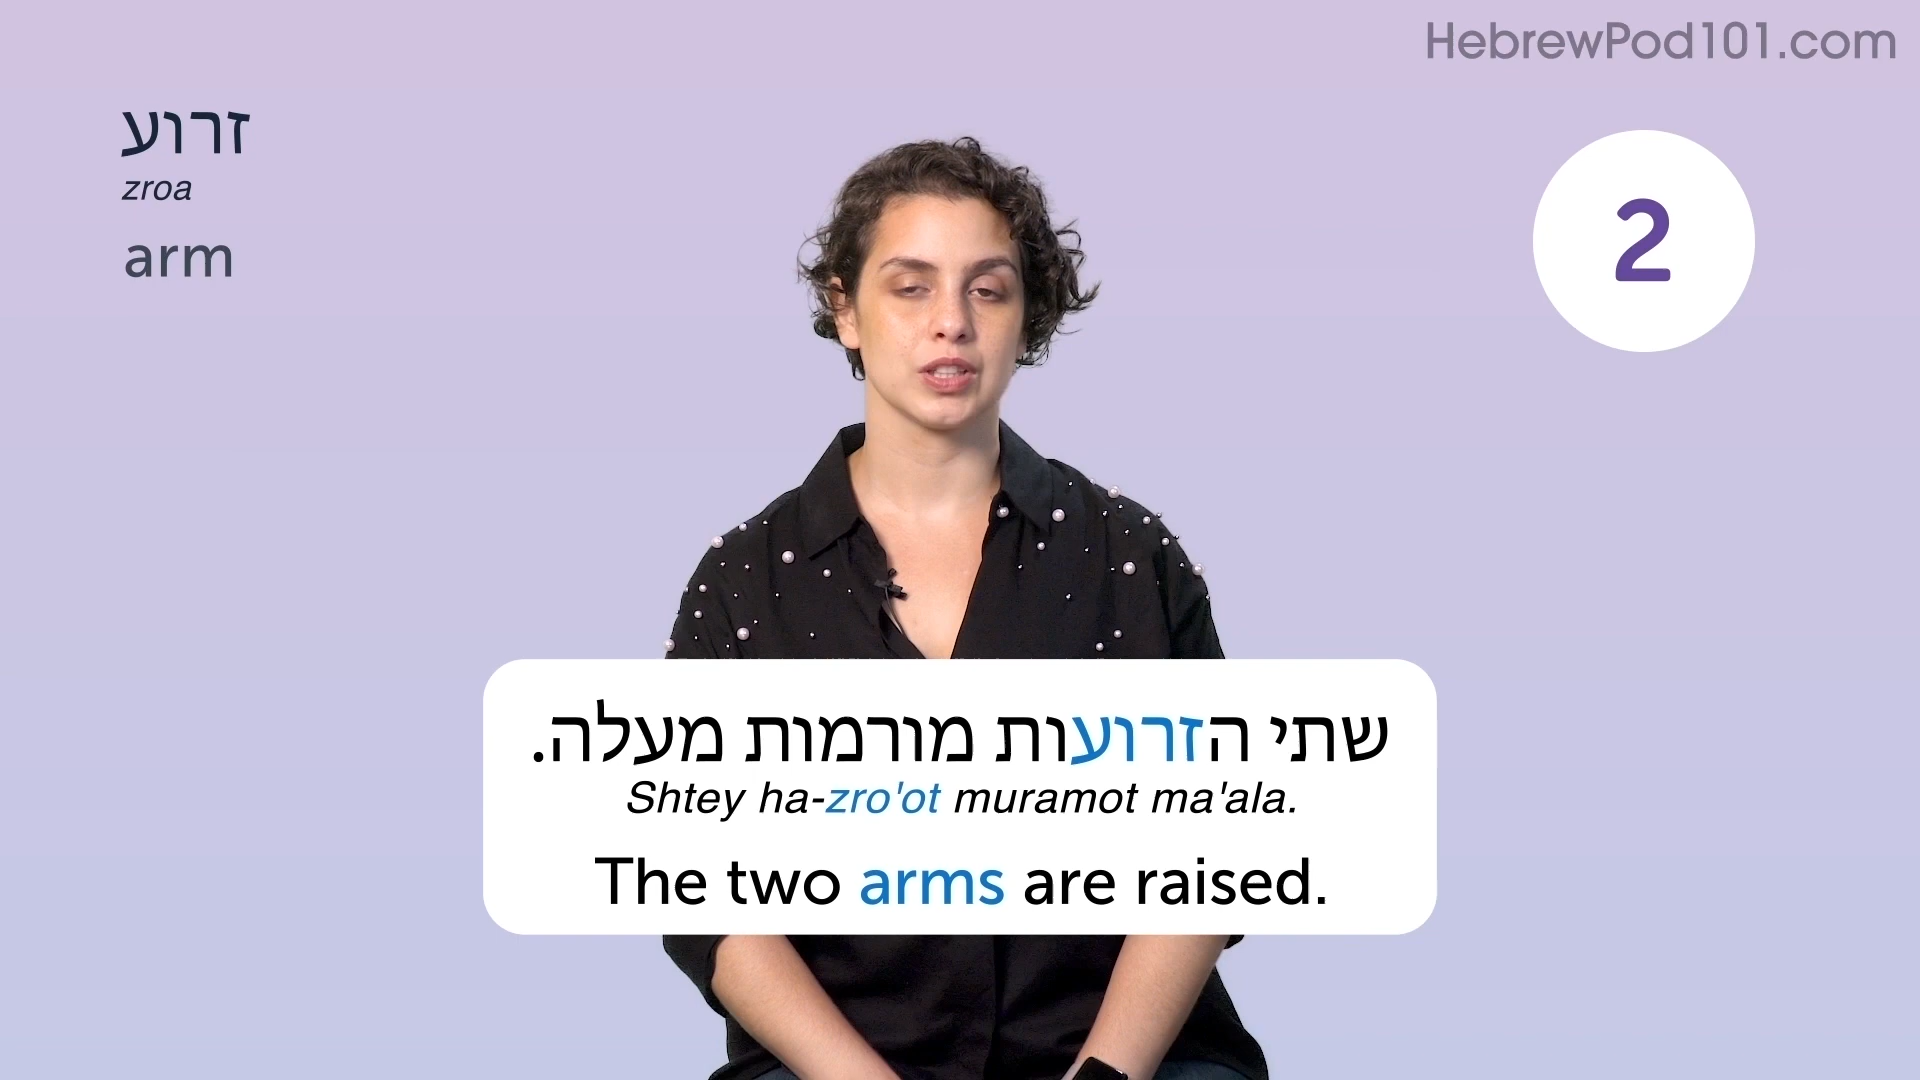 HebrewPod101.com
זרוע
zroa
arm
2
שתי הזרועות מורמות מעלה.
Shtey ha-zro'ot muramot ma'ala.
The two arms are raised.